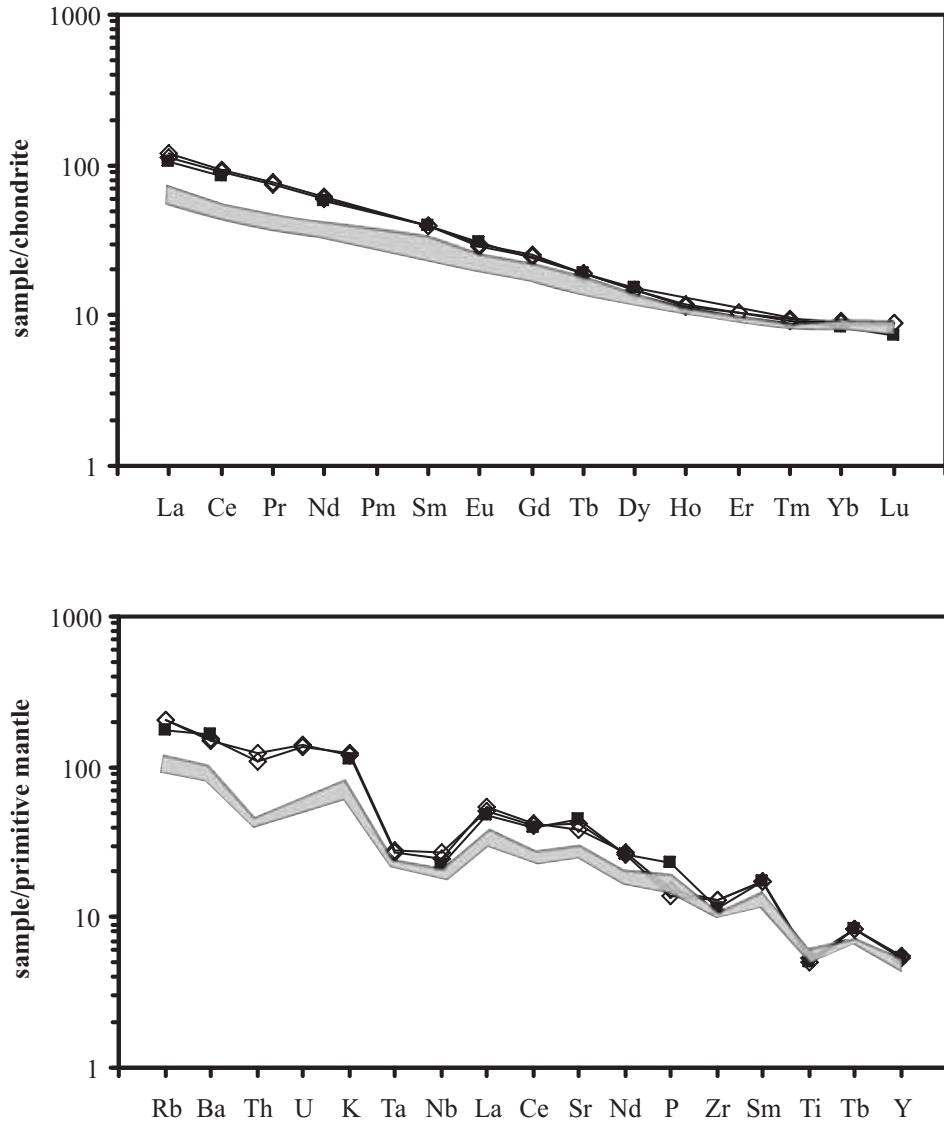 1000
100
10
1
sample/chondrite
La Ce Pr Nd Pm Sm Eu Gd Tb Dy Ho Er Tm Yb Lu
1000
100
10
1
sample/primitive mantle
Rb Ba Th U K Ta Nb La Ce Sr Nd P Zr Sm Ti Tb Y